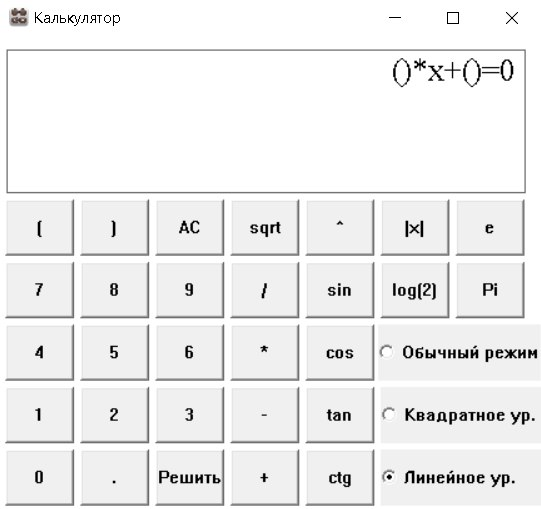 Калькулятор
()*x+()=0
( ) AC sqrt ^ |x| e
7 8 9 / sin log(2) Pi
4 5 6 * cos Обычный режим
1 2 3 - tan Квадратное ур.
0 . Решить + ctg Линейное ур.